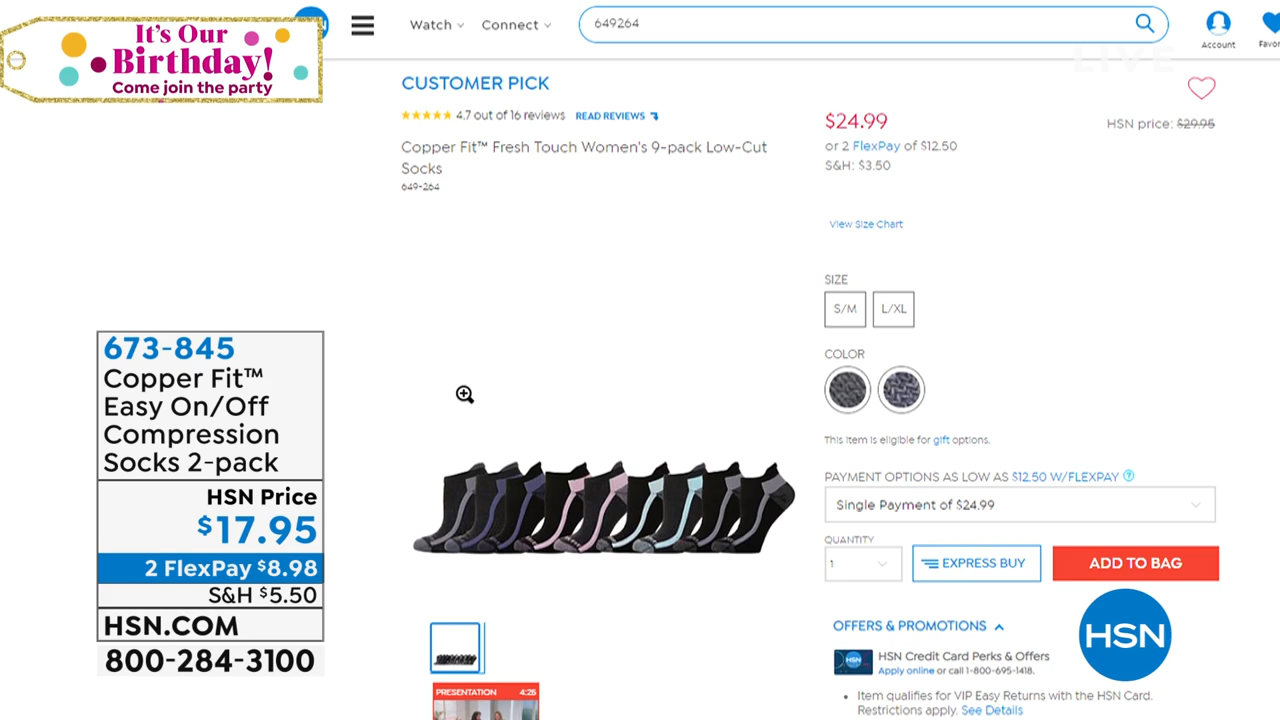 It's Our
Birthday!
Come join the party
Watch
Connect
649264
Account
LIVE
CUSTOMER PICK
4.7 out of 16 reviews READ REVIEWS
Copper Fit™ Fresh Touch Women's 9-pack Low-Cut
Socks
649-264
$24.99
HSN price: $29.95
or 2 FlexPay of $12.50
S&H: $3.50
View Size Chart
SIZE
S/M L/XL
COLOR
This item is eligible for gift options.
PAYMENT OPTIONS AS LOW AS $12.50 W/FLEXPAY ?
Single Payment of $24.99
QUANTITY
1
EXPRESS BUY
ADD TO BAG
OFFERS & PROMOTIONS
HSN
HSN
HSN Credit Card Perks & Offers
Apply online or call 1-800-695-1418.
Item qualifies for VIP Easy Returns with the HSN Card.
Restrictions apply. See Details
673-845
Copper Fit™
Easy On/Off
Compression
Socks 2-pack
HSN Price
$17.95
2 FlexPay $8.98
S&H $5.50
HSN.COM
800-284-3100
PRESENTATION 4:25